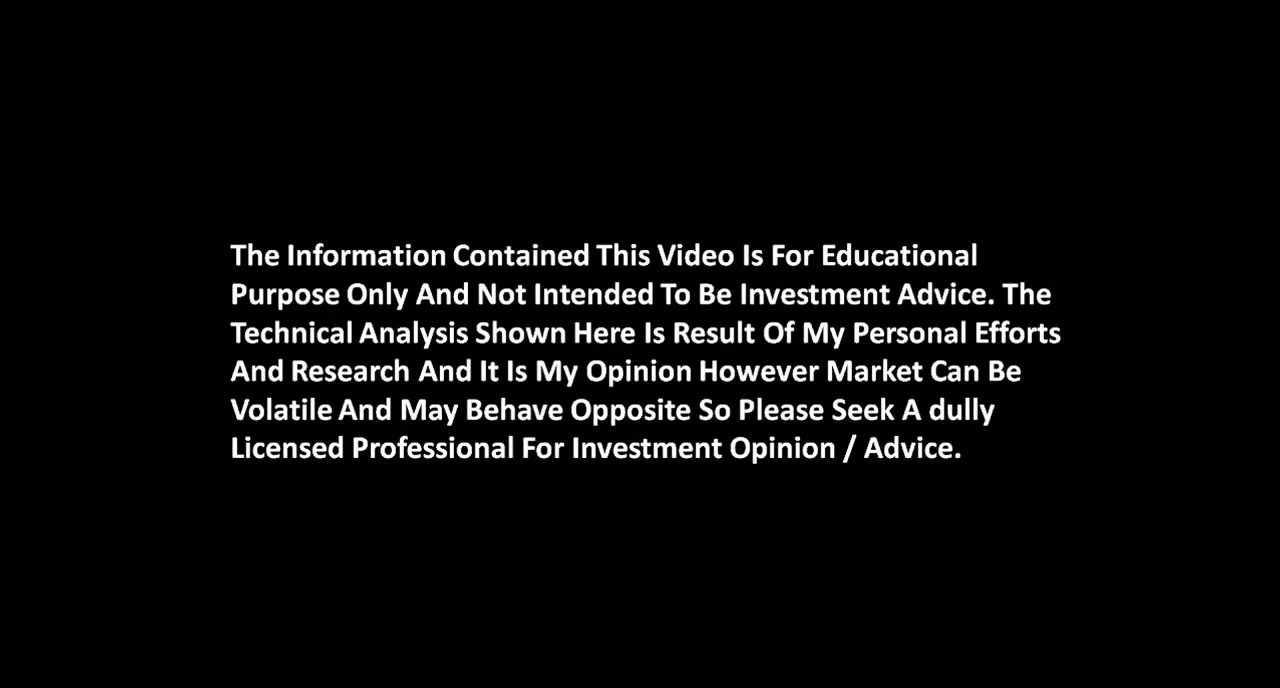 The Information Contained This Video Is For Educational
Purpose Only And Not Intended To Be Investment Advice. The
Technical Analysis Shown Here Is Result Of My Personal Efforts
And Research And It Is My Opinion However Market Can Be
Volatile And May Behave Opposite So Please Seek A dully
Licensed Professional For Investment Opinion / Advice.